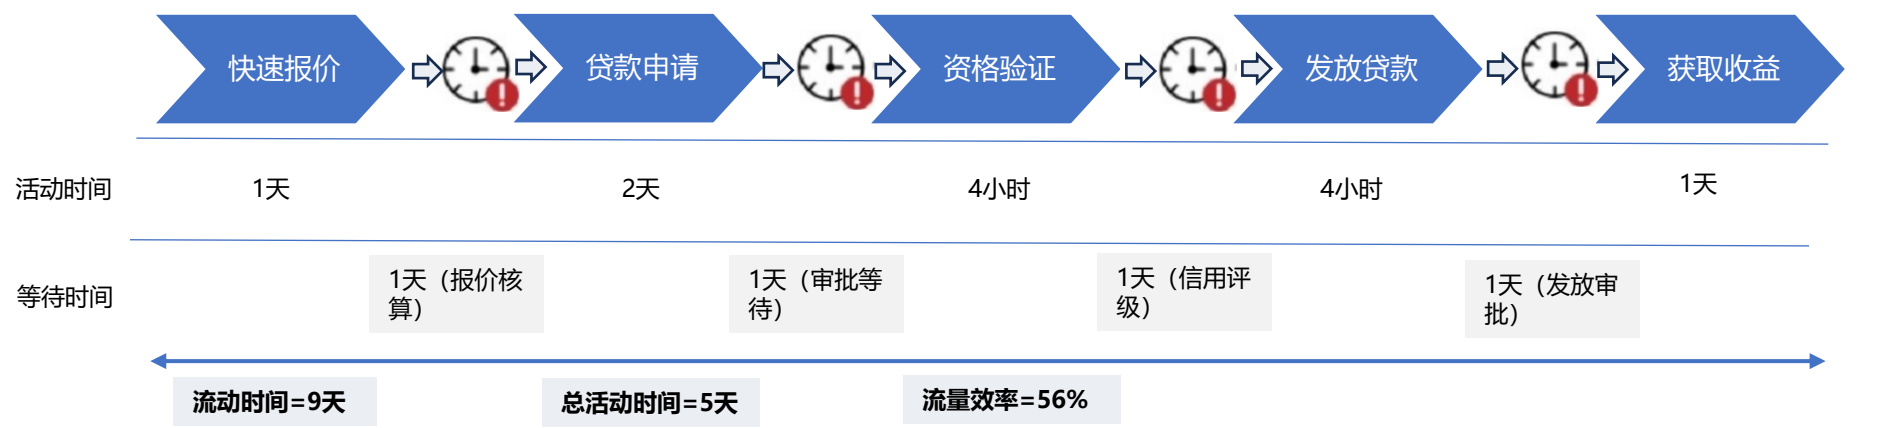 快速报价
贷款申请
资格验证
发放贷款
获取收益
活动时间
1天
2天
4小时
4小时
1天
等待时间
1天（报价核
算）
1天（审批等
待）
1天（信用评
级）
1天（发放审
批）
流动时间=9天
总活动时间=5天
流量效率=56%